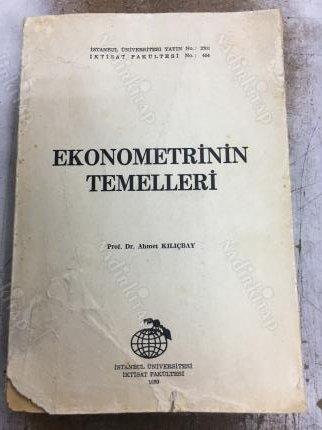 İSTANBUL ÜNİVERSİTESİ YAYIN No.:
İKTİSAT FAKÜLTESİ No.:
EKONOMETRİNİN
TEMELLERİ
Prof. Dr. Ahmet KILIÇBAY
İSTANBUL ÜNİVERSİTESİ
İKTİSAT FAKÜLTESİ